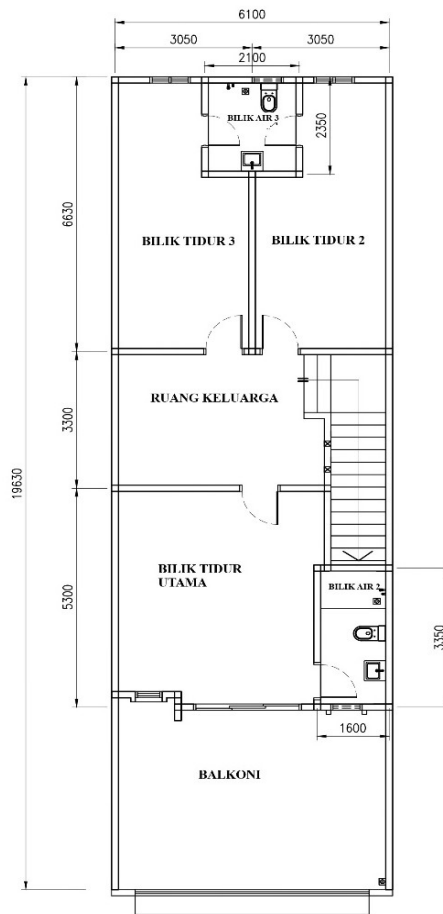 6100
3050
3050
2100
BILIK AIR 3
2350
6630
BILIK TIDUR 3
BILIK TIDUR 2
RUANG KELUARGA
3300
19630
BILIK TIDUR
UTAMA
5300
BILIK AIR 2
3350
1600
BALKONI